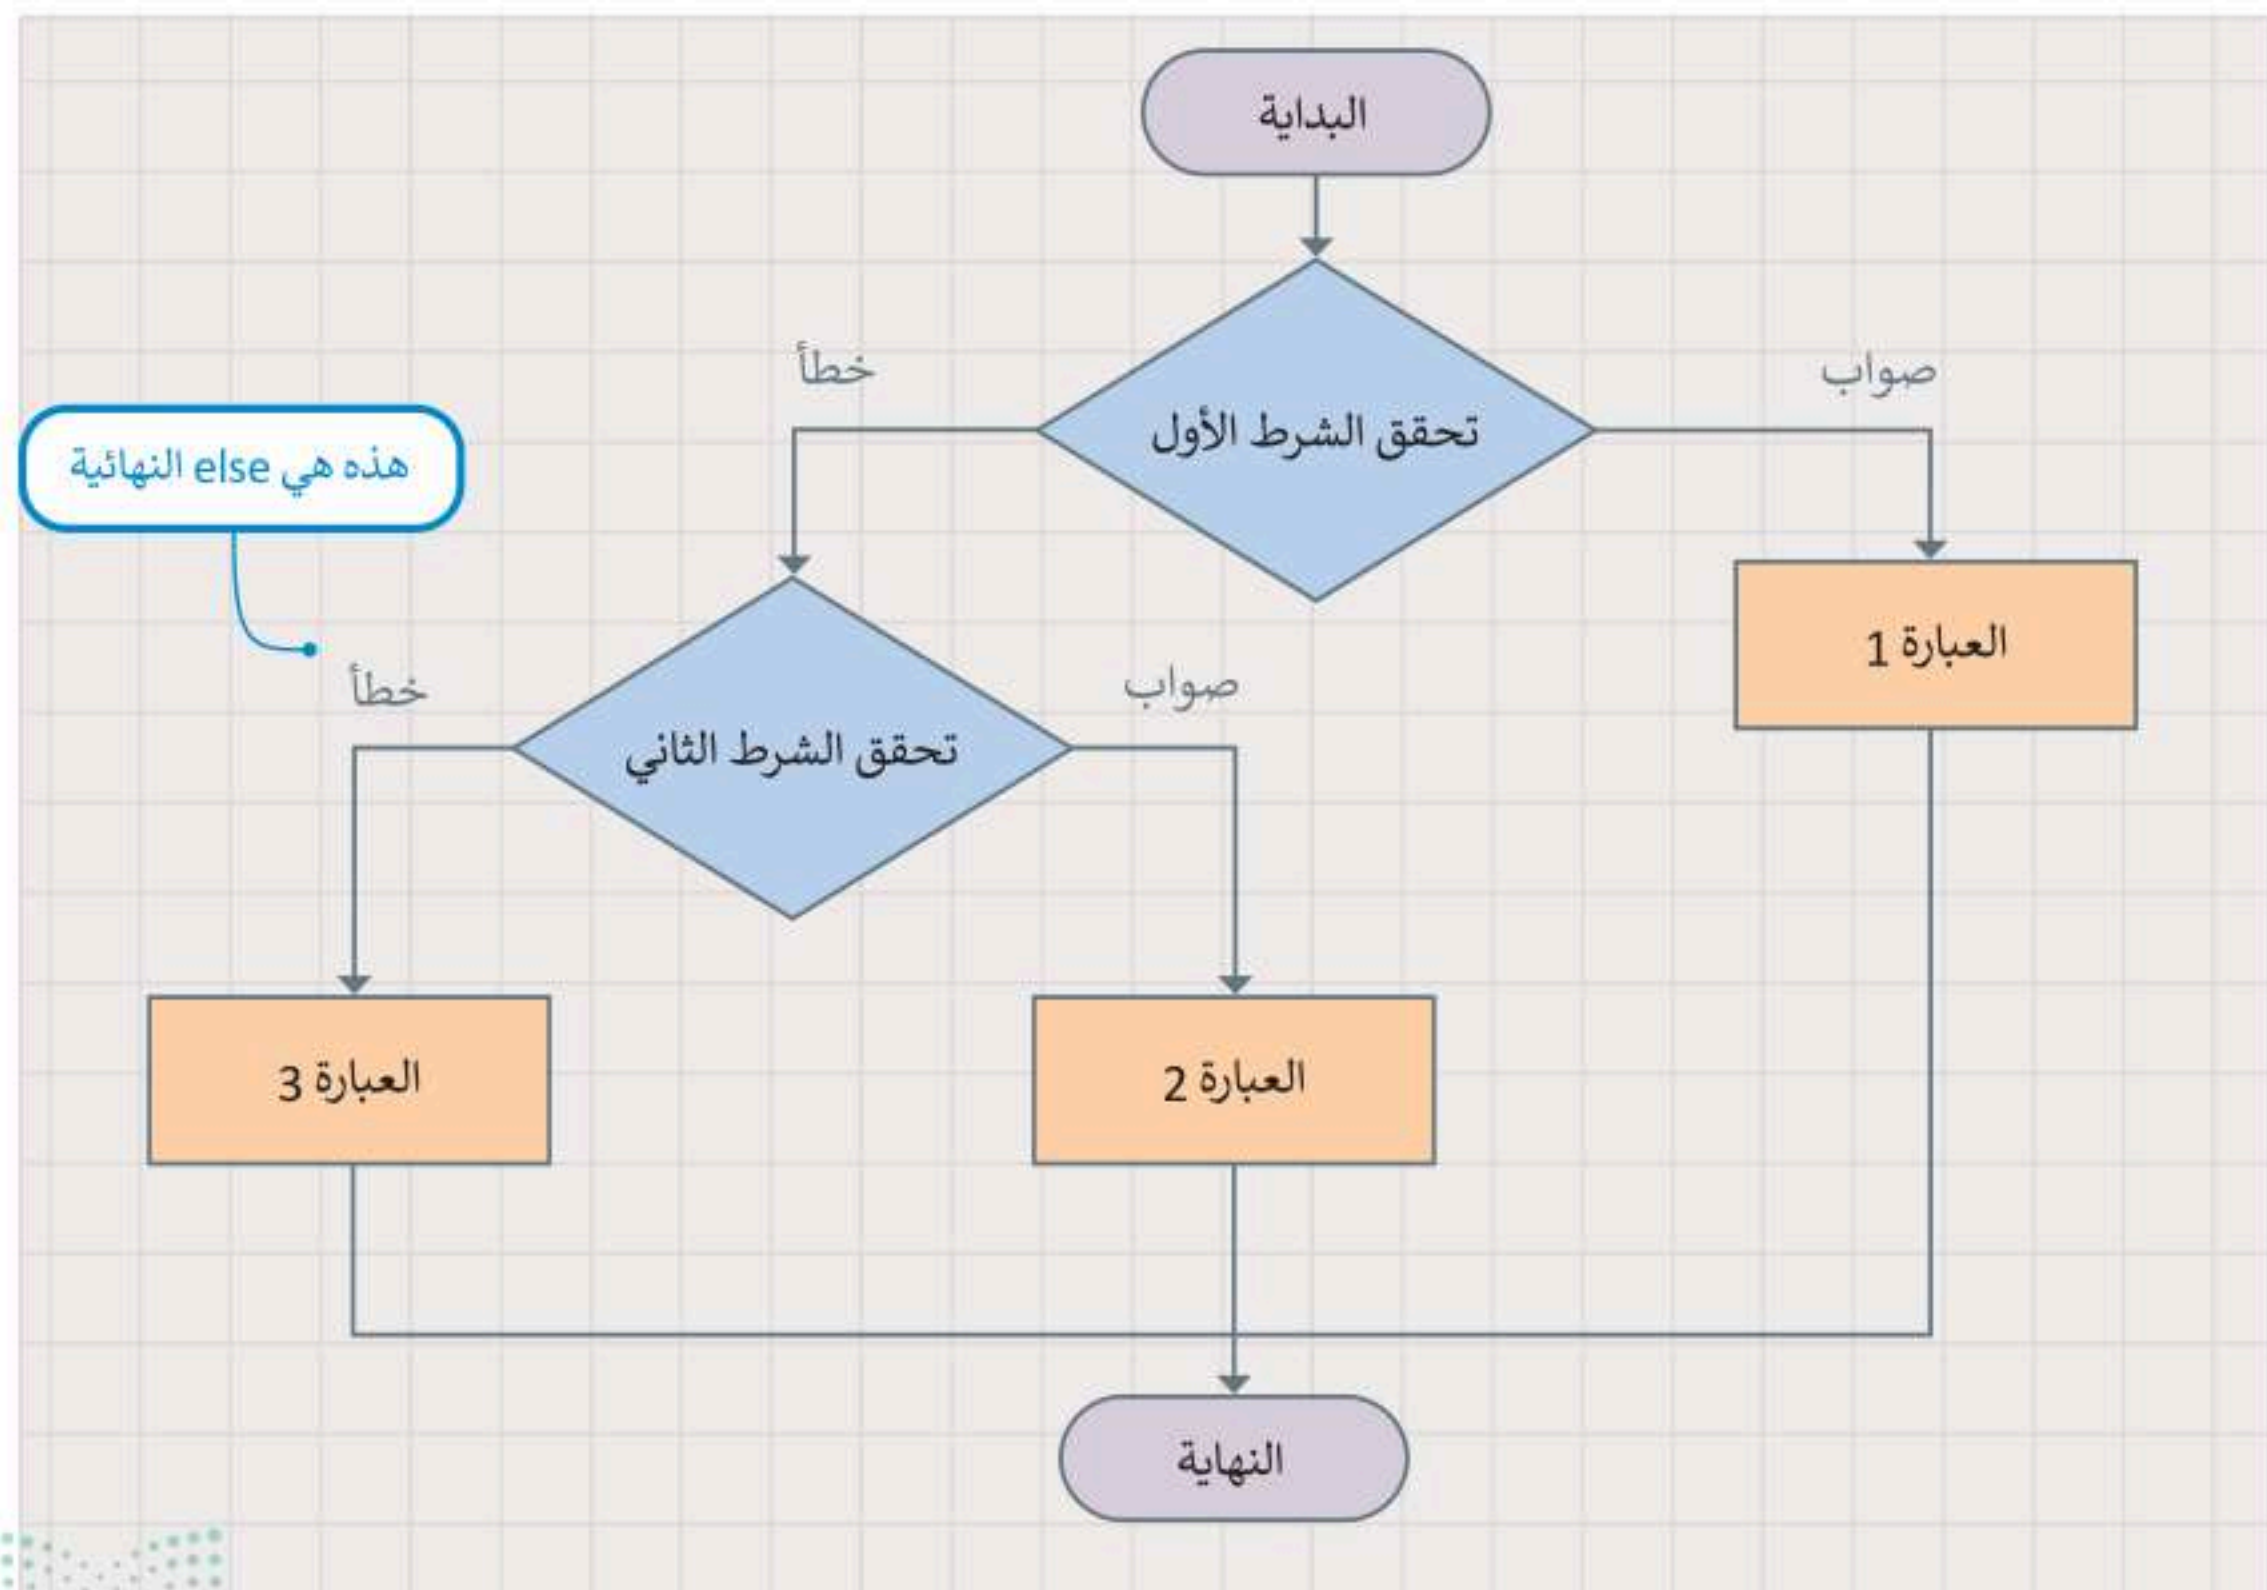 البداية
صواب
خطأ
تحقق الشرط الأول
هذه هي else النهائية
العبارة 1
صواب
خطأ
تحقق الشرط الثاني
العبارة 2
العبارة 3
النهاية